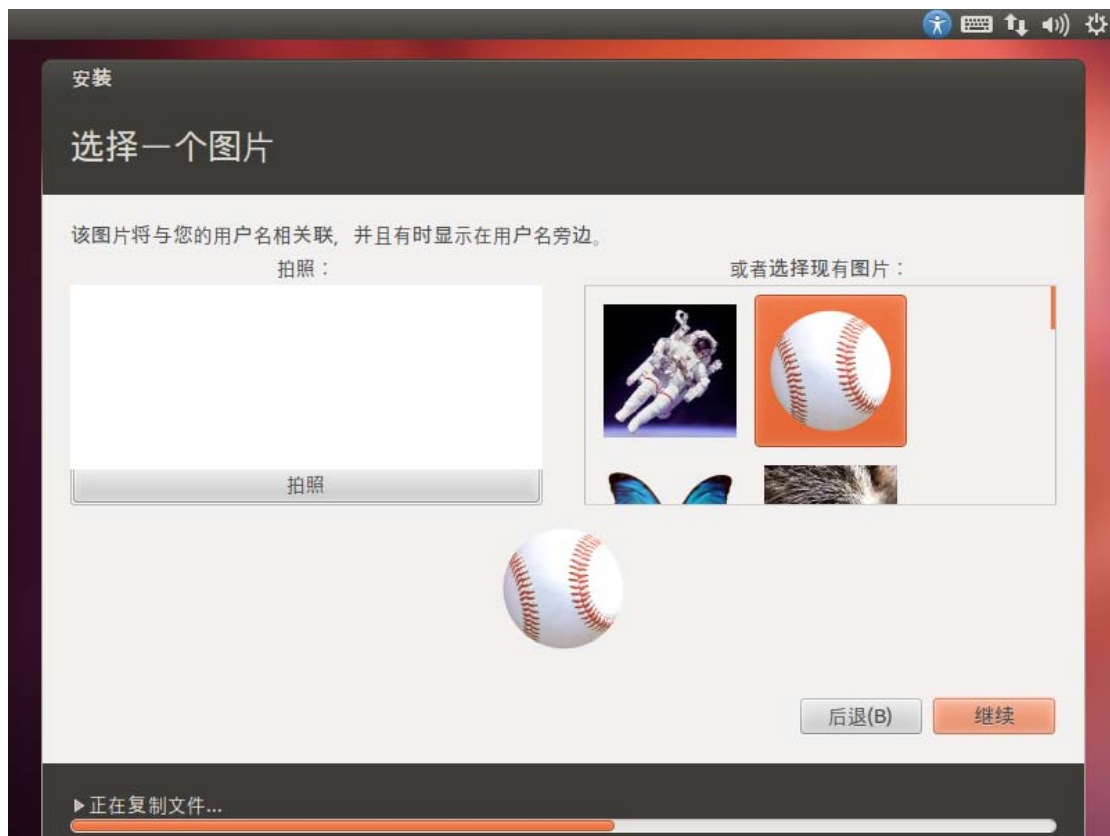 安装
选择一个图片
该图片将与您的用户名相关联，并且有时显示在用户名旁边。
拍照：
或者选择现有图片：
拍照
后退(B)
继续
正在复制文件...